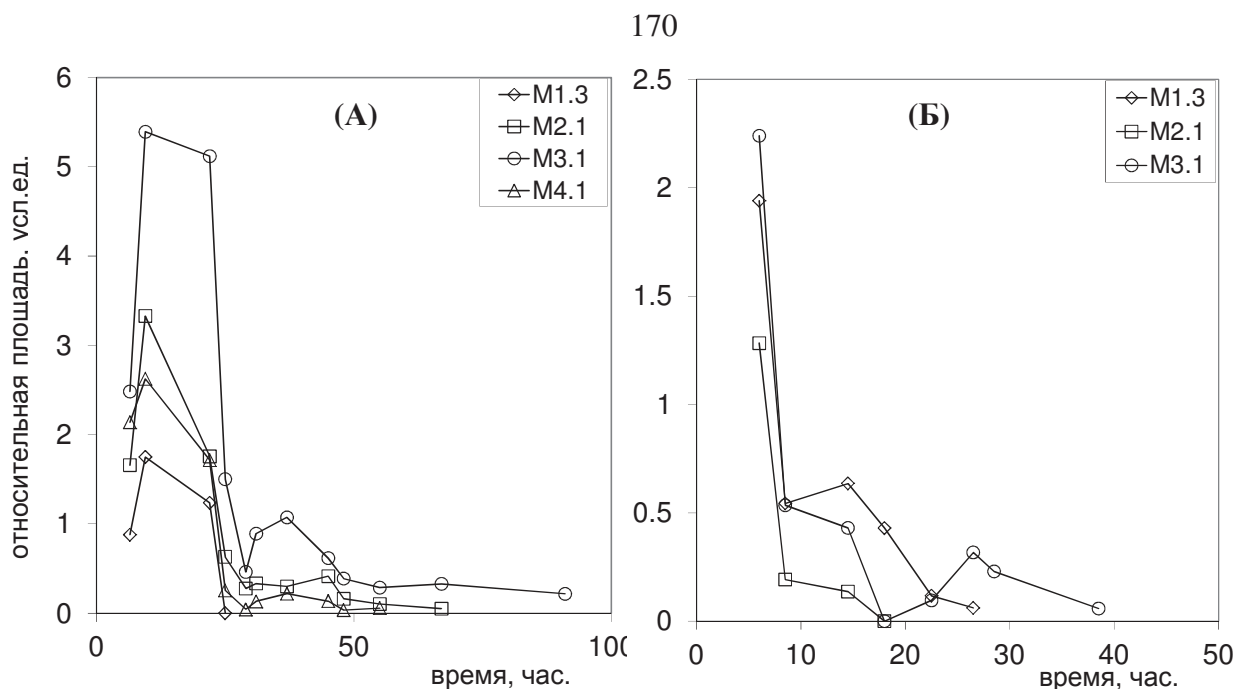 170
6
5
4
3
2
1
0
0
50
100
(А)
M1.3
M2.1
M3.1
M4.1
относительная площадь. усл.ед.
время, час.
2.5
2
1.5
1
0.5
0
0
10
20
30
40
50
(Б)
M1.3
M2.1
M3.1
время, час.